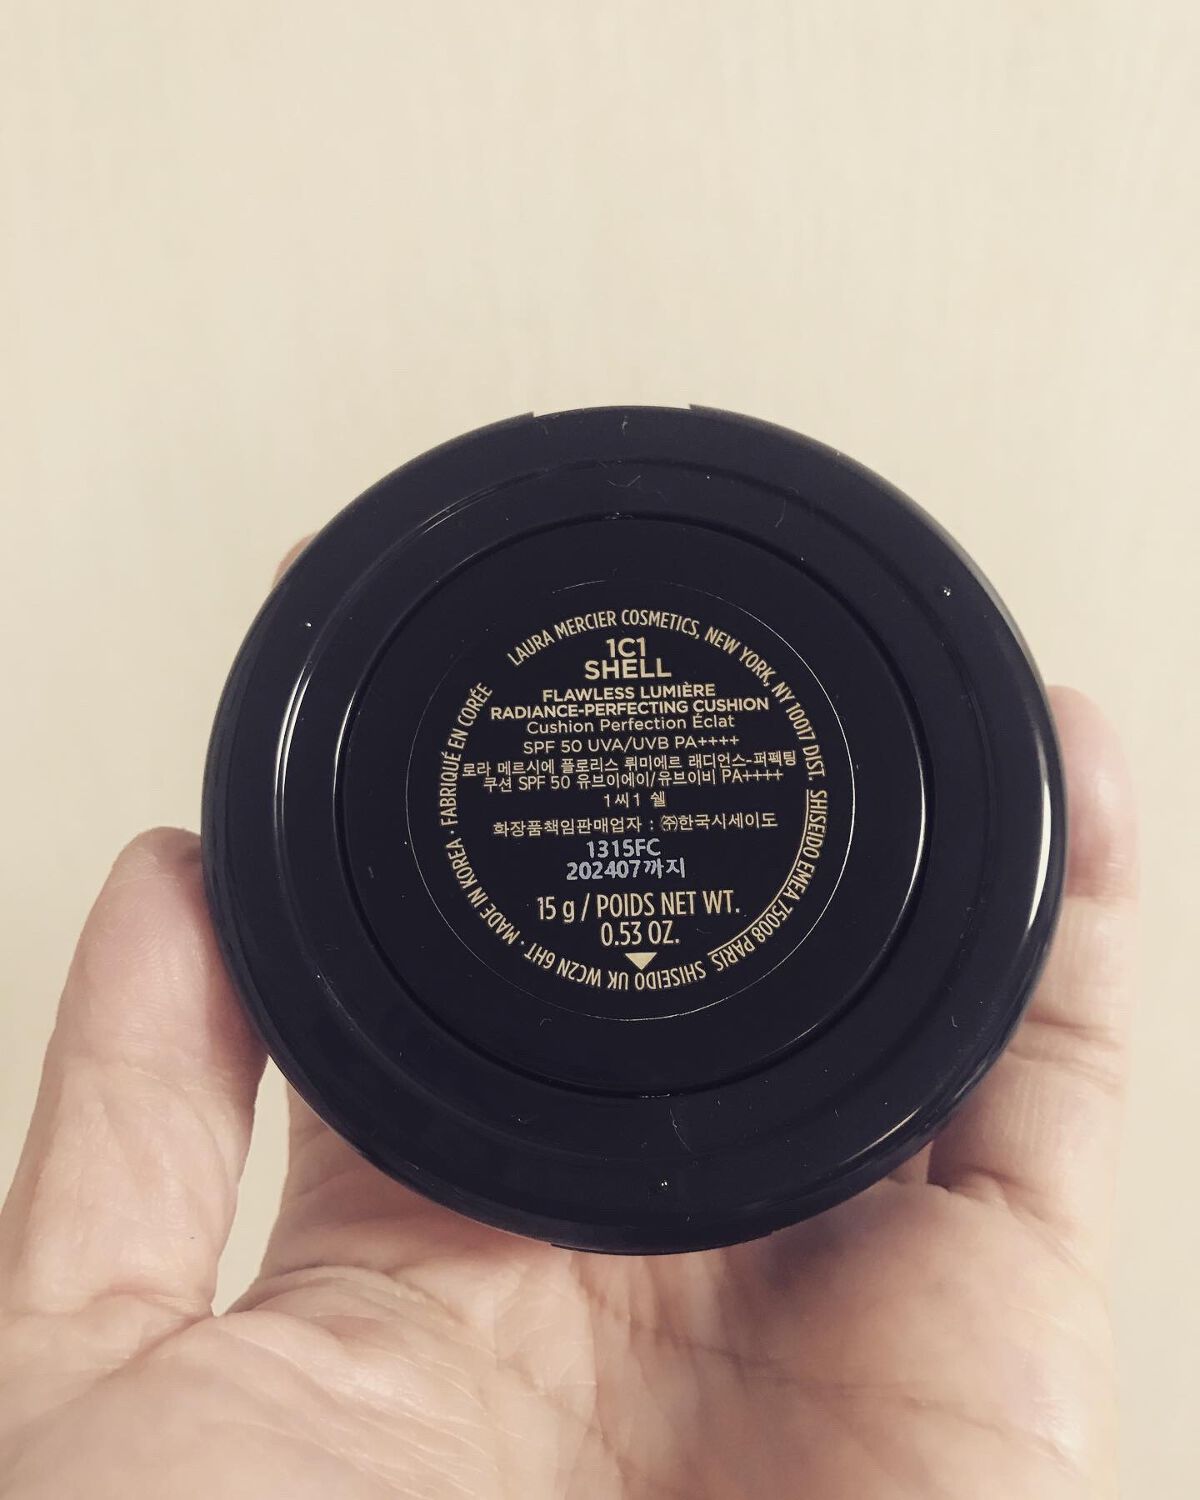 LAURA MERCIER COSMETICS, NEW YORK, NY 10017 DIST. SHISEIDO EMEA 75008 PARIS. SHISEIDO UK WC2N 6HT · MADE IN KOREA · FABRIQUÉ EN CORÉE
1C1
SHELL
FLAWLESS LUMIÈRE
RADIANCE-PERFECTING CUSHION
Cushion Perfection Éclat
SPF 50 UVA/UVB PA++++
로라 메르시에 플로리스 뤼미에르 래디언스-퍼펙팅
쿠션 SPF 50 유브이에이/유브이비 PA++++
1씨1 쉘
화장품책임판매업자 : ㈜한국시세이도
1315FC
202407까지
15 g / POIDS NET WT.
0.53 OZ.